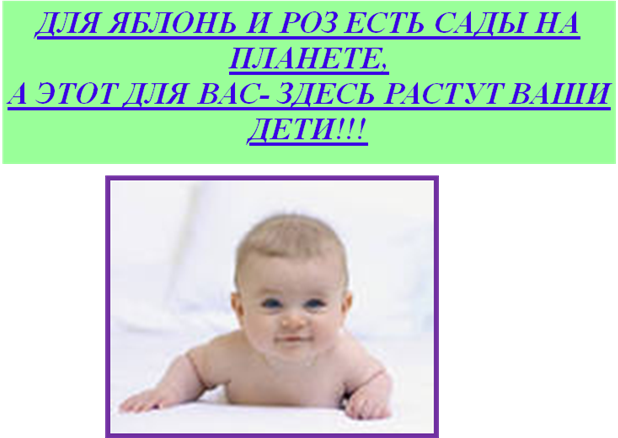 ДЛЯ ЯБЛОНЬ И РОЗ ЕСТЬ САДЫ НА
ПЛАНЕТЕ,
А ЭТОТ ДЛЯ ВАС- ЗДЕСЬ РАСТУТ ВАШИ
ДЕТИ!!!